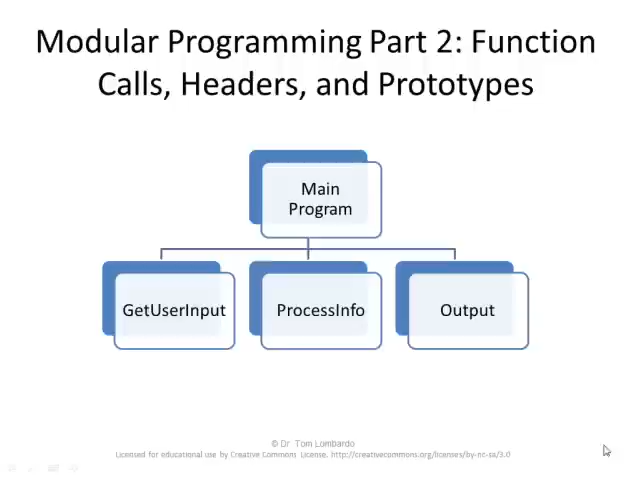 Modular Programming Part 2: Function
Calls, Headers, and Prototypes
Main
Program
GetUserInput
ProcessInfo
Output
© Dr. Tom Lombardo
Licensed for educational use by Creative Commons License. http://creativecommons.org/licenses/by-nc-sa/3.0